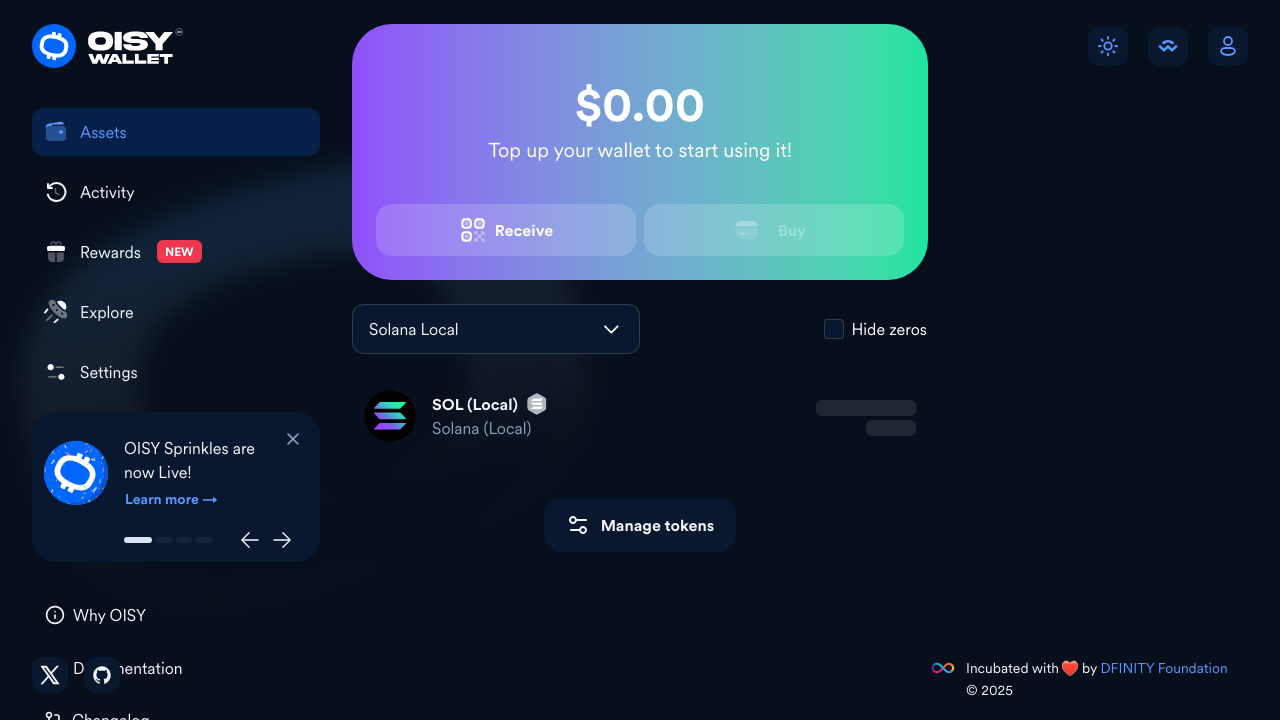 OISY
WALLET
Assets
Activity
Rewards NEW
Explore
Settings
OISY Sprinkles are
now Live!
Learn more →
Why OISY
Changelog
$0.00
Top up your wallet to start using it!
Receive
Buy
Solana Local
Hide zeros
SOL (Local)
Solana (Local)
Manage tokens
Incubated with ❤️ by DFINITY Foundation
© 2025